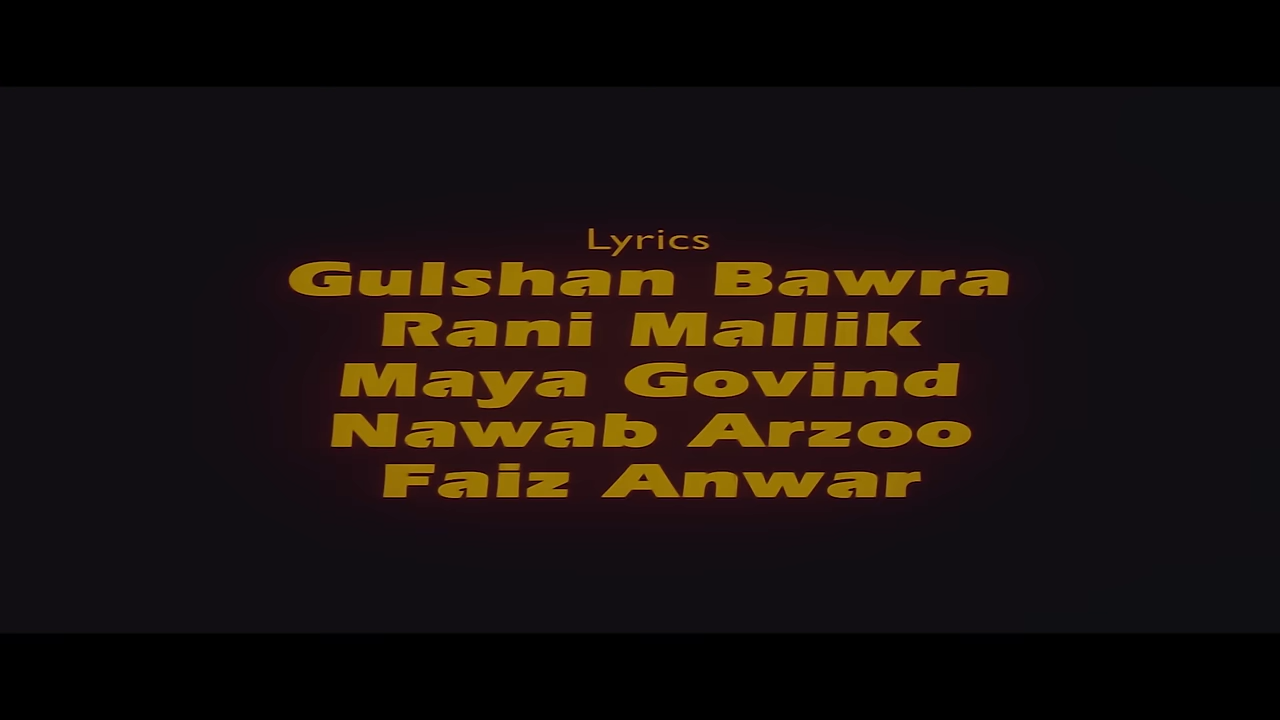 Lyrics
Gulshan Bawra
Rani Mallik
Maya Govind
Nawab Arzoo
Faiz Anwar